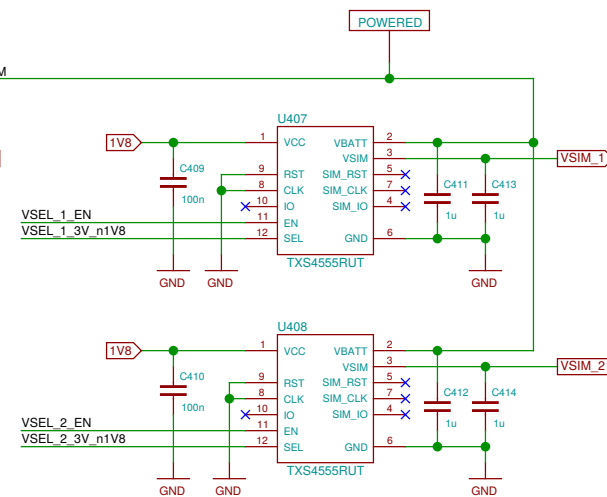 POWERED
M
U407
1V8
1 VCC VBATT 2
VSIM 3 VSIM_1
C409
9 RST SIM_RST 5
8 CLK SIM_CLK 7 C411 C413
100n
10 IO SIM_IO 4
VSEL_1_EN 11 EN 1u 1u
VSEL_1_3V_n1V8 12 SEL GND 6
TXS4555RUT
GND GND GND
U408
1V8
1 VCC VBATT 2
VSIM 3 VSIM_2
C410
9 RST SIM_RST 5
8 CLK SIM_CLK 7 C412 C414
100n
10 IO SIM_IO 4
VSEL_2_EN 11 EN 1u 1u
VSEL_2_3V_n1V8 12 SEL GND 6
TXS4555RUT
GND GND GND